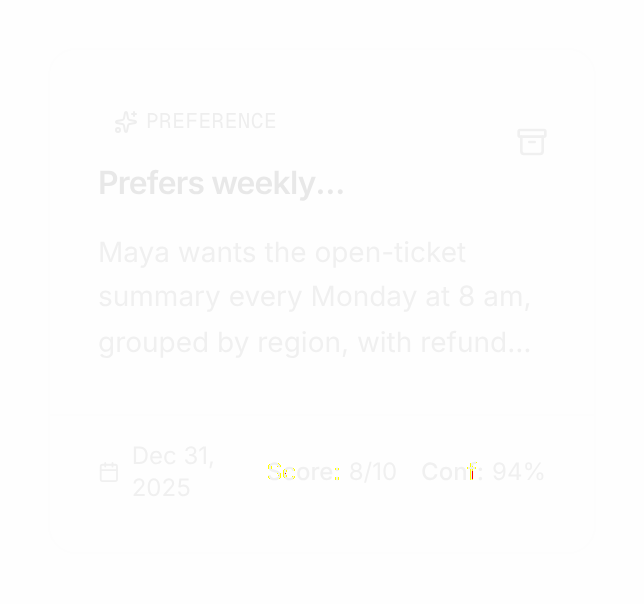 PREFERENCE
Prefers weekly...
Maya wants the open-ticket
summary every Monday at 8 am,
grouped by region, with refund...
Dec 31,
2025
Score: 8/10
Conf: 94%